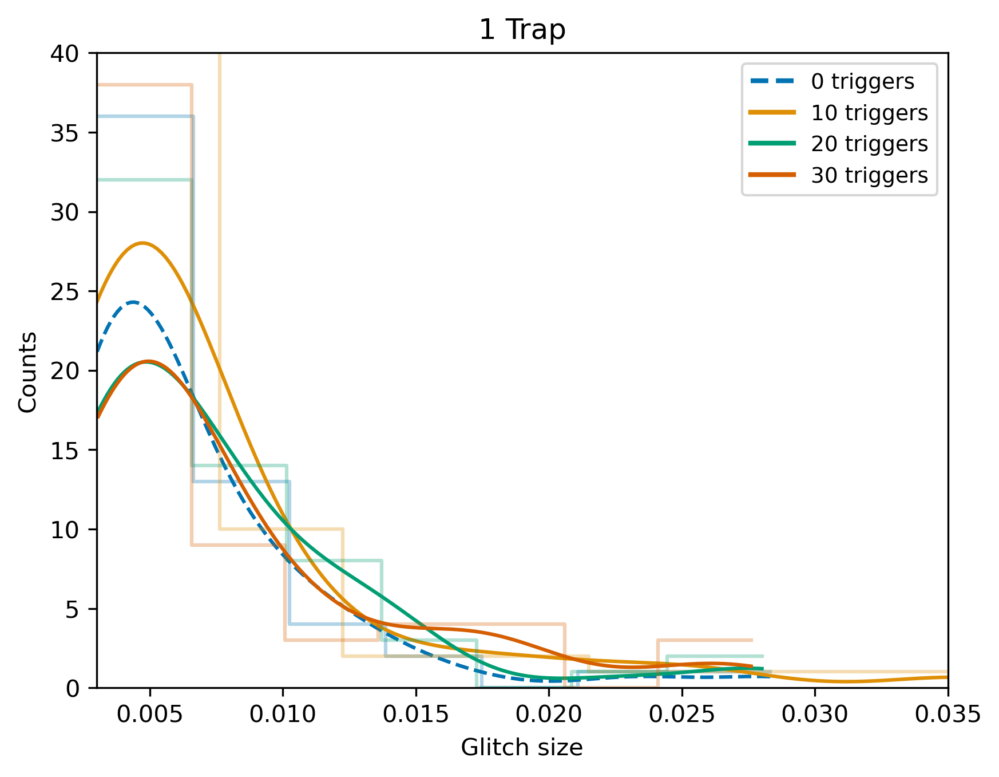 1 Trap
40
35
30
25
20
15
10
5
0
Counts
0 triggers
10 triggers
20 triggers
30 triggers
0.005 0.010 0.015 0.020 0.025 0.030 0.035
Glitch size